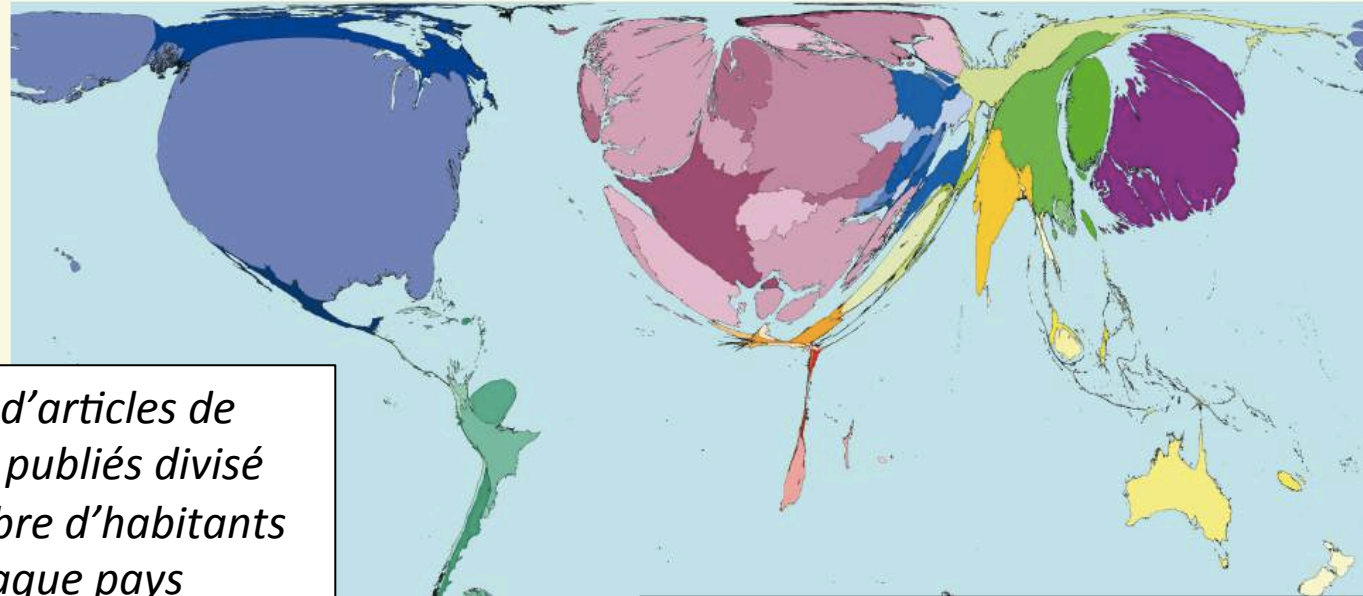 d’articles de
publiés divisé
bre d’habitants
aque pays